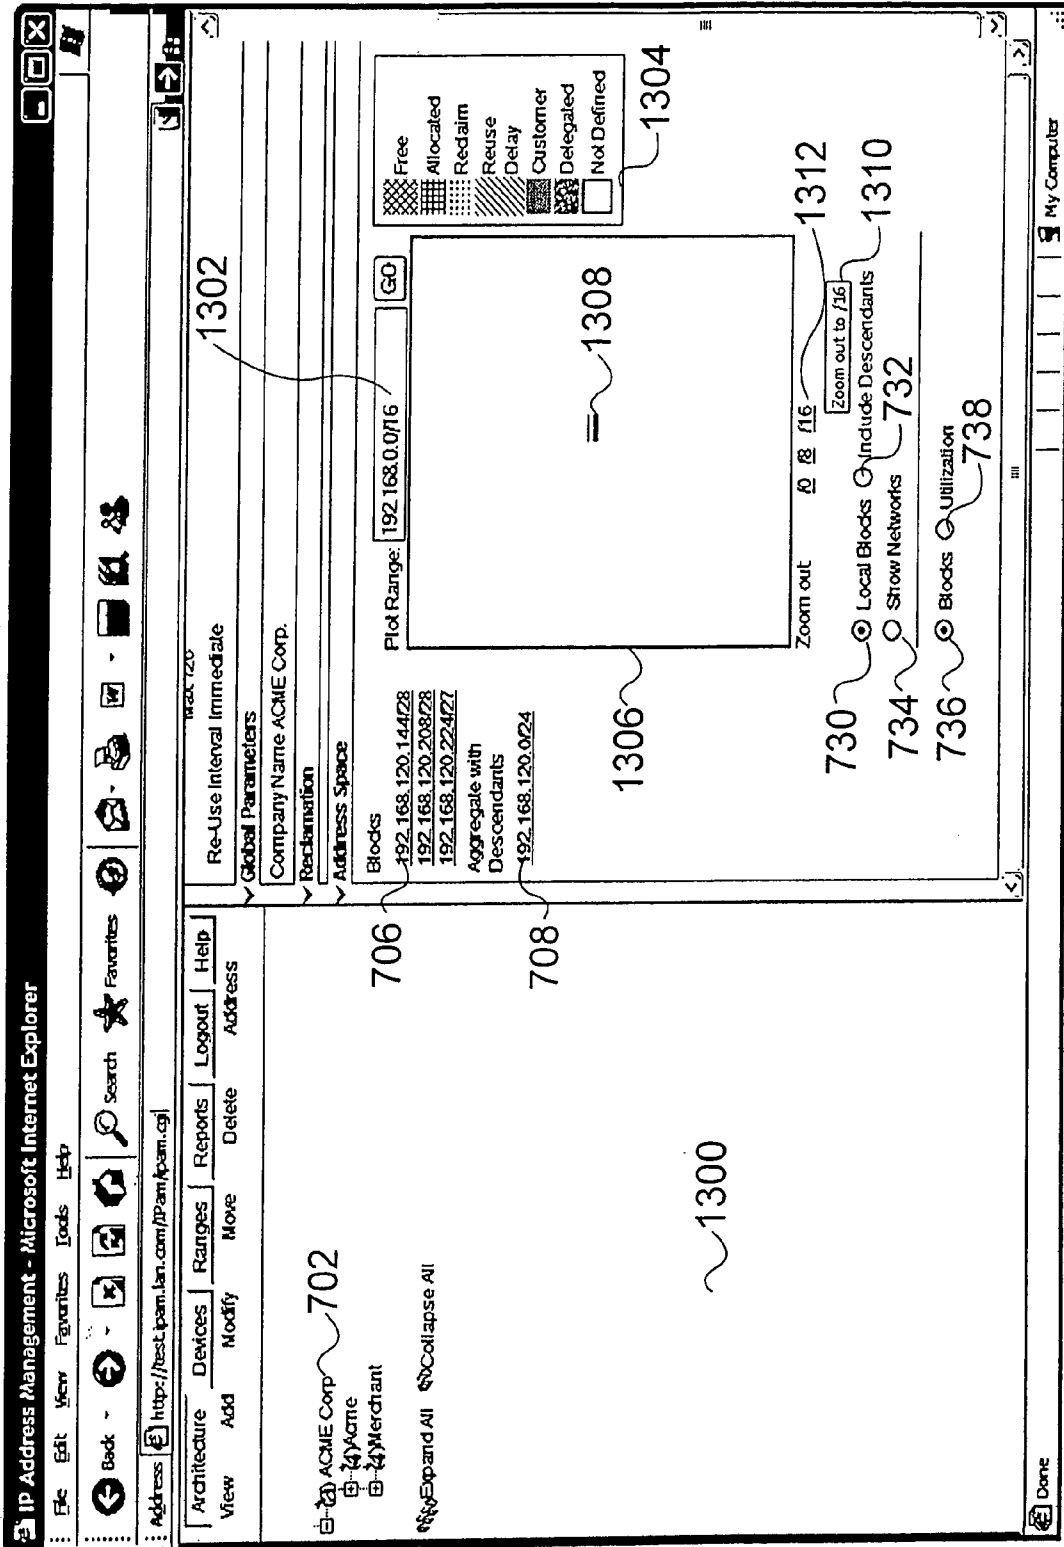 IP Address Management - Microsoft Internet Explorer
File Edit View Favorites Tools Help
Back Search Favorites
Address http://test.ipam.lan.com/IPam/ipam.cgi
Architecture Devices Ranges Reports Logout Help
View Add Modify Move Delete Address
ACME Corp
(4)Acme
(4)Merchant
702
Expand All Collapse All
1300
Re-Use Interval Immediate
Global Parameters
Company Name ACME Corp.
Reclamation
Address Space
Blocks
192.168.120.144/28
192.168.120.208/28
192.168.120.224/27
706
Aggregate with
Descendants
192.168.120.0/24
708
1302
Plot Range: 192.168.0.0/16 GO
Free
Allocated
Reclaim
Reuse
Delay
Customer
Delegated
Not Defined
1304
1306
1308
Zoom out /0 /8 /16
1312
Zoom out to /16
1310
730
Local Blocks Include Descendants
732
734
Show Networks
736
Blocks Utilization
738
Done
My Computer